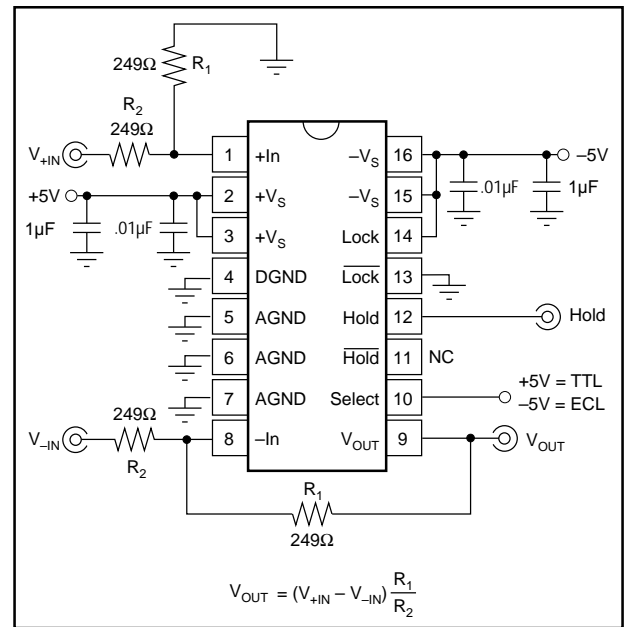 249Ω R1
R2
249Ω
V+IN
+5V
1µF .01µF
1 +In
2 +VS
3 +VS
4 DGND
5 AGND
6 AGND
7 AGND
8 –In
–VS 16
–VS 15
Lock 14
L̅o̅c̅k̅ 13
Hold 12
H̅o̅l̅d̅ 11 NC
Select 10
VOUT 9
–5V
.01µF 1µF
Hold
+5V = TTL
–5V = ECL
VOUT
249Ω
V–IN
R2
R1
249Ω
VOUT = (V+IN – V–IN) R1
R2